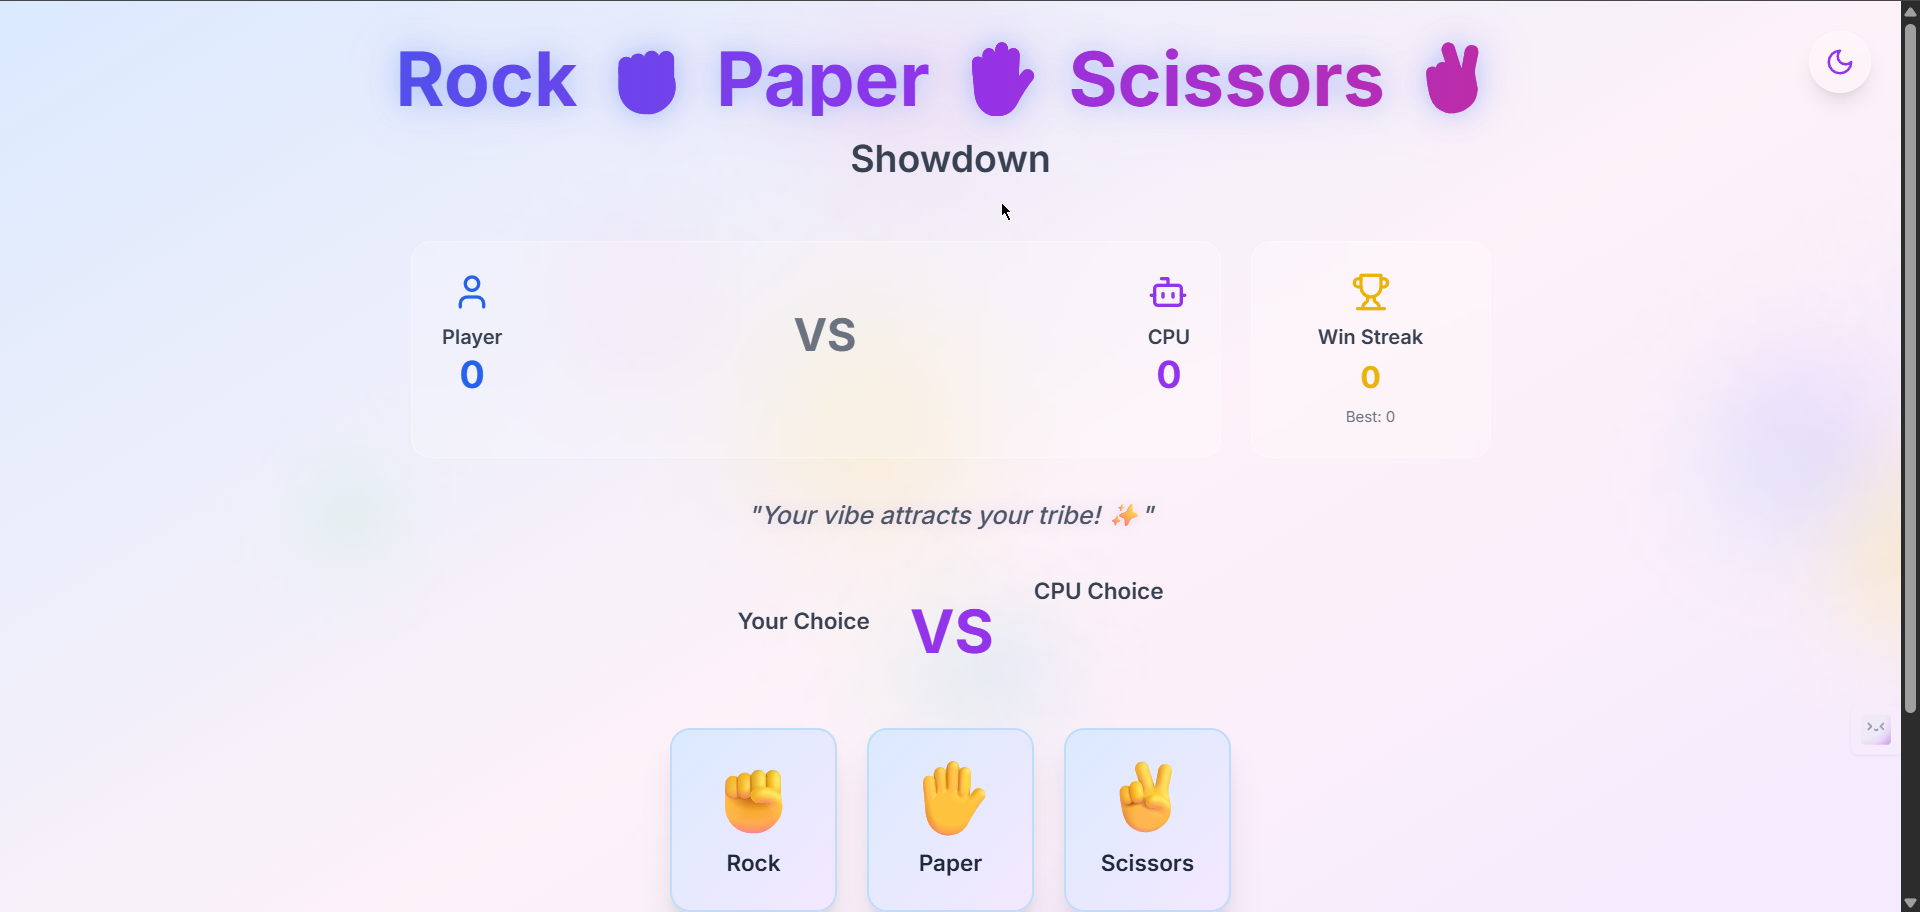 Rock ✊ Paper ✋ Scissors ✌
Showdown
Player
0
VS
CPU
0
Win Streak
0
Best: 0
"Your vibe attracts your tribe! ✨ "
Your Choice
VS
CPU Choice
Rock
Paper
Scissors